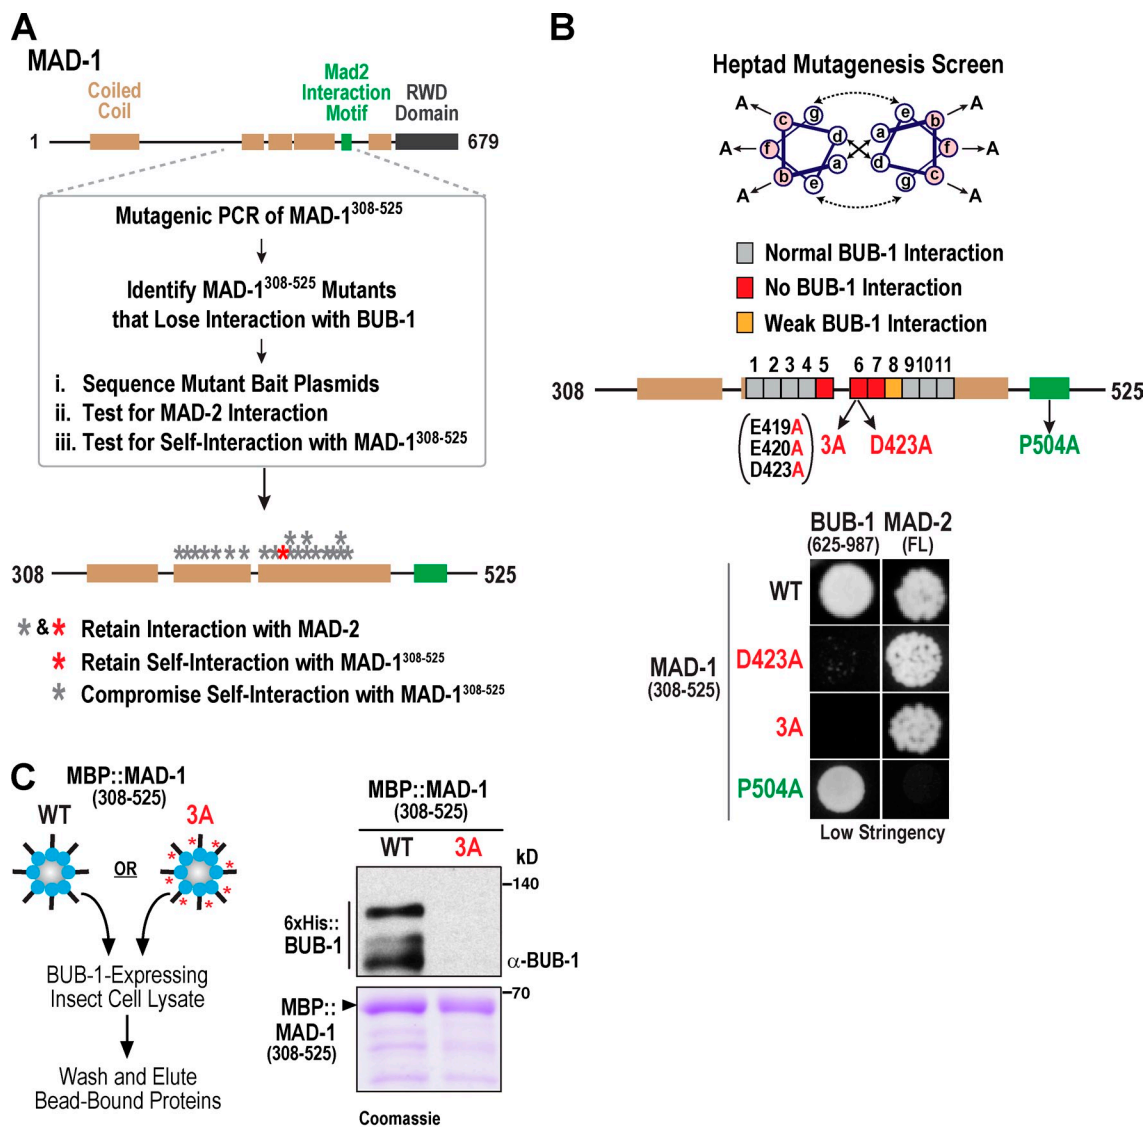 A
MAD-1
Coiled
Coil
Mad2
Interaction
Motif
RWD
Domain
1
679
Mutagenic PCR of MAD-1308-525
Identify MAD-1308-525 Mutants
that Lose Interaction with BUB-1
i. Sequence Mutant Bait Plasmids
ii. Test for MAD-2 Interaction
iii. Test for Self-Interaction with MAD-1308-525
308
525
* & * Retain Interaction with MAD-2
* Retain Self-Interaction with MAD-1308-525
* Compromise Self-Interaction with MAD-1308-525
B
Heptad Mutagenesis Screen
A g e A
c b
d a
A f f A
a d
b c
A e g A
Normal BUB-1 Interaction
No BUB-1 Interaction
Weak BUB-1 Interaction
1 2 3 4 5 6 7 8 9 10 11
308
525
E419A
E420A
D423A
3A
D423A
P504A
BUB-1 MAD-2
(625-987) (FL)
WT
MAD-1
(308-525)
D423A
3A
P504A
Low Stringency
C
MBP::MAD-1
(308-525)
WT
3A
OR
BUB-1-Expressing
Insect Cell Lysate
Wash and Elute
Bead-Bound Proteins
MBP::MAD-1
(308-525)
WT 3A
kD
140
6xHis::
BUB-1
α-BUB-1
70
MBP::
MAD-1
(308-525)
Coomassie